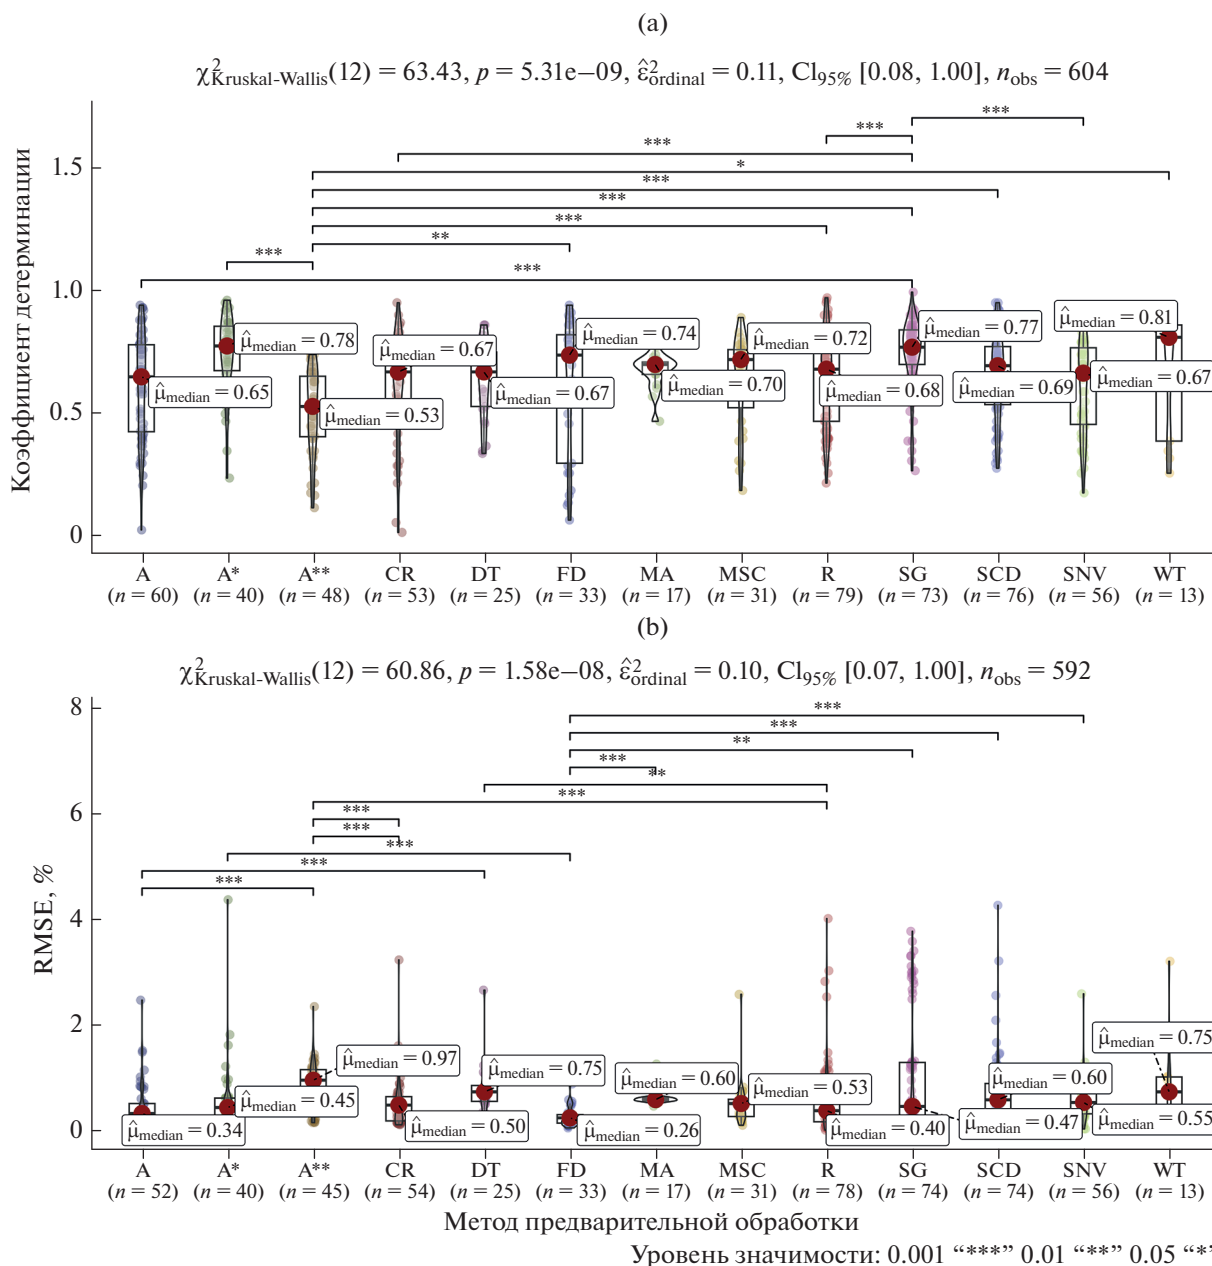 (a)
χ²Kruskal-Wallis(12) = 63.43, p = 5.31e−09, ε̂²ordinal = 0.11, CI95% [0.08, 1.00], nobs = 604
Коэффициент детерминации
1.5
1.0
0.5
0
***
***
***
*
***
***
***
**
***
***
μ̂median = 0.65
μ̂median = 0.78
μ̂median = 0.53
μ̂median = 0.67
μ̂median = 0.67
μ̂median = 0.74
μ̂median = 0.70
μ̂median = 0.72
μ̂median = 0.68
μ̂median = 0.77
μ̂median = 0.69
μ̂median = 0.67
μ̂median = 0.81
A A* A** CR DT FD MA MSC R SG SCD SNV WT
(n = 60) (n = 40) (n = 48) (n = 53) (n = 25) (n = 33) (n = 17) (n = 31) (n = 79) (n = 73) (n = 76) (n = 56) (n = 13)
(b)
χ²Kruskal-Wallis(12) = 60.86, p = 1.58e−08, ε̂²ordinal = 0.10, CI95% [0.07, 1.00], nobs = 592
RMSE, %
8
6
4
2
0
***
***
**
***
**
***
***
***
***
***
***
μ̂median = 0.34
μ̂median = 0.45
μ̂median = 0.97
μ̂median = 0.50
μ̂median = 0.75
μ̂median = 0.26
μ̂median = 0.60
μ̂median = 0.53
μ̂median = 0.40
μ̂median = 0.47
μ̂median = 0.60
μ̂median = 0.55
μ̂median = 0.75
A A* A** CR DT FD MA MSC R SG SCD SNV WT
(n = 52) (n = 40) (n = 45) (n = 54) (n = 25) (n = 33) (n = 17) (n = 31) (n = 78) (n = 74) (n = 74) (n = 56) (n = 13)
Метод предварительной обработки
Уровень значимости: 0.001 “***” 0.01 “**” 0.05 “*”